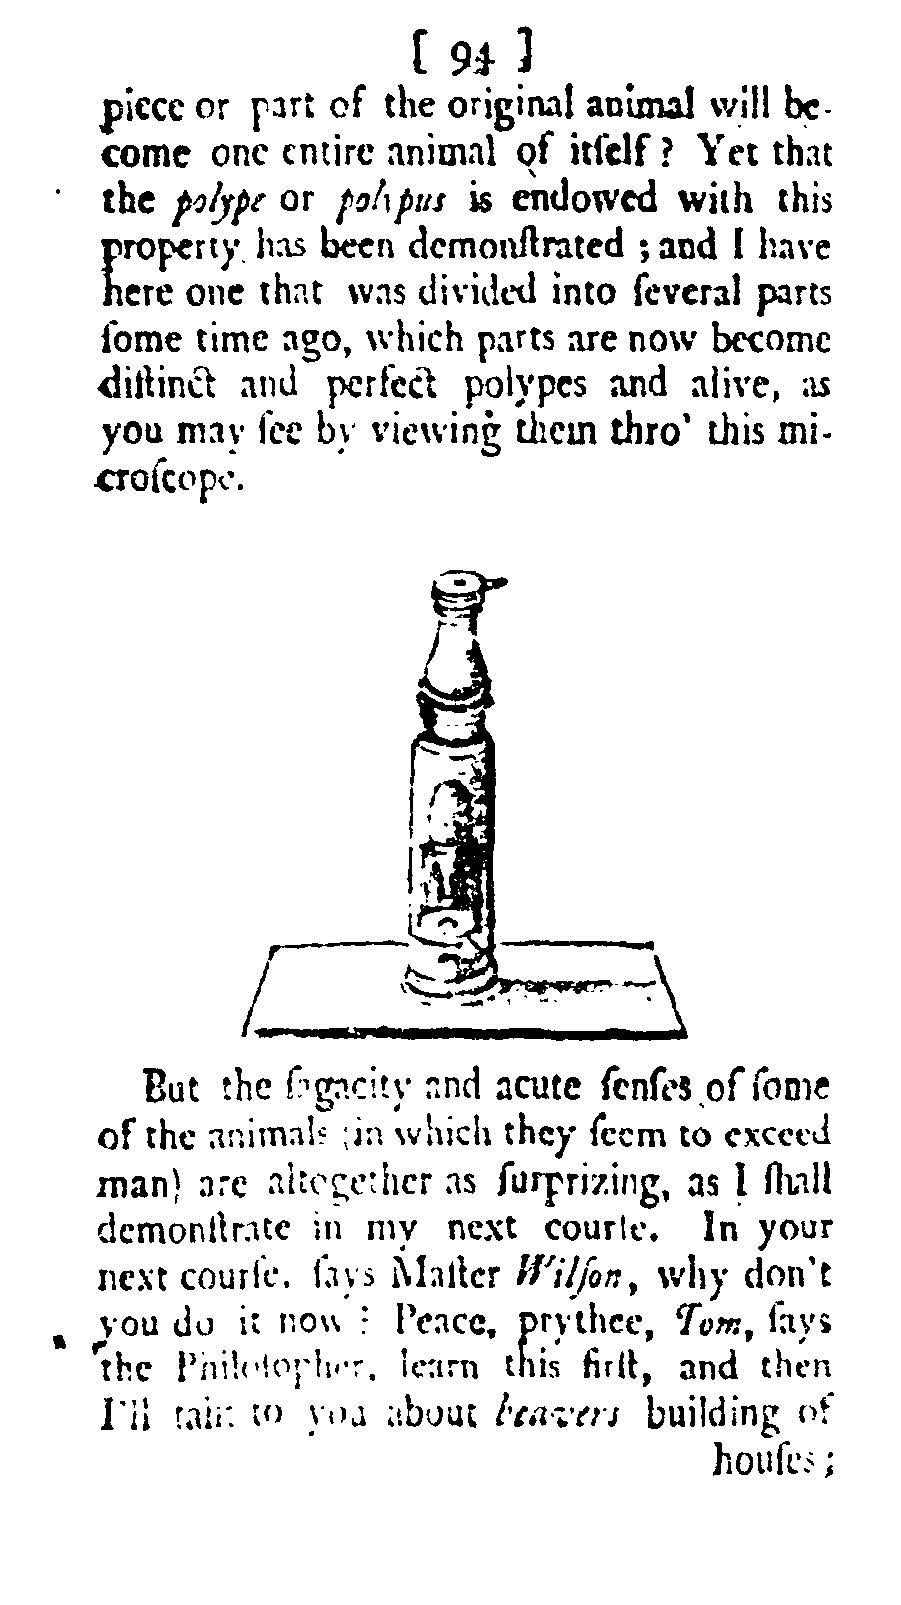 [ 94 ]
piece or part of the original animal will be-
come one entire animal of itſelf ? Yet that
the polype or polypus is endowed with this
property has been demonſtrated ; and I have
here one that was divided into ſeveral parts
ſome time ago, which parts are now become
diſtinct and perfect polypes and alive, as
you may ſee by viewing them thro' this mi-
croſcope.
But the ſagacity and acute ſenſes of ſome
of the animals (in which they ſeem to exceed
man) are altogether as ſurprizing, as I ſhall
demonſtrate in my next courſe. In your
next courſe, ſays Maſter Wilſon, why don't
you do it now ? Peace, prythee, Tom, ſays
the Philoſopher, learn this firſt, and then
I'll talk to you about beavers building of
houſes ;